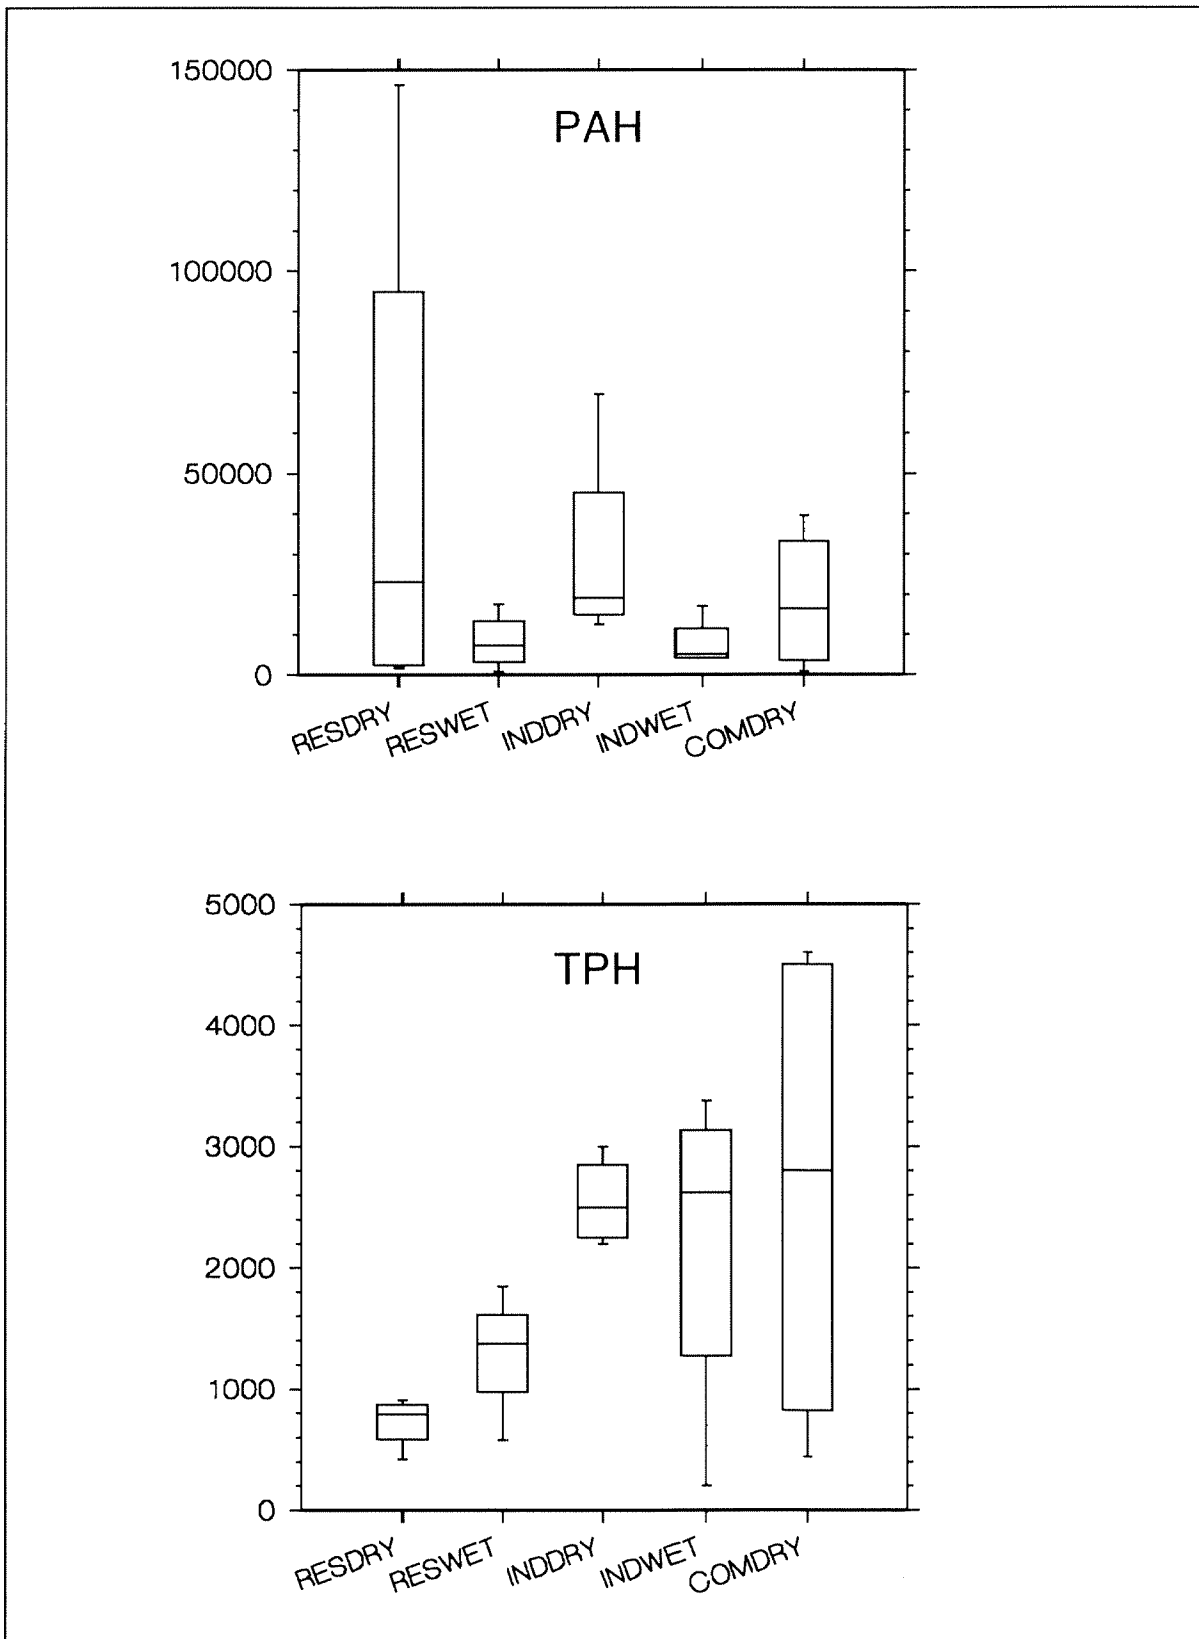 150000
PAH
100000
50000
0
RESDRY
RESWET
INDDRY
INDWET
COMDRY
5000
TPH
4000
3000
2000
1000
0
RESDRY
RESWET
INDDRY
INDWET
COMDRY